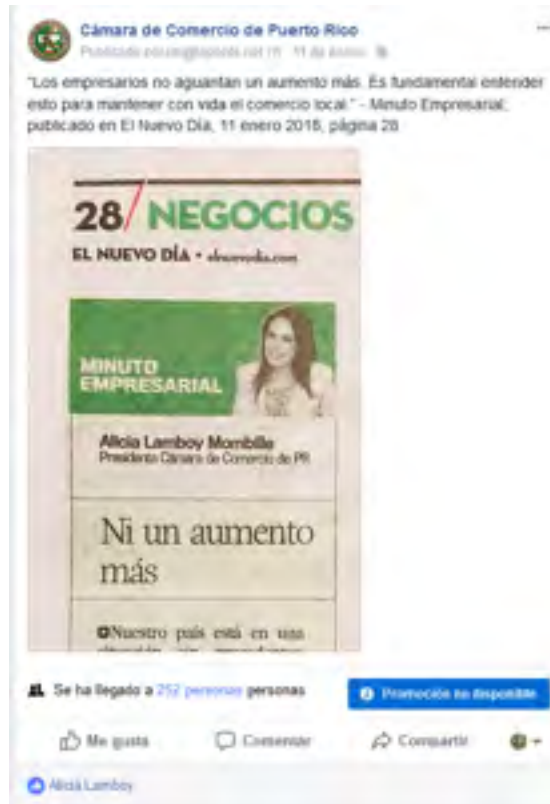 Cámara de Comercio de Puerto Rico
11 de enero
"Los empresarios no aguantan un aumento más. Es fundamental entender
esto para mantener con vida el comercio local." - Minuto Empresarial,
publicado en El Nuevo Día, 11 enero 2018, página 28
28/NEGOCIOS
EL NUEVO DÍA • elnuevodia.com
MINUTO
EMPRESARIAL
Alicia Lamboy Mombille
Presidenta Cámara de Comercio de PR
Ni un aumento
más
Nuestro país está en una
Se ha llegado a 252 personas personas
Promoción no disponible
Me gusta Comentar Compartir
Alicia Lamboy